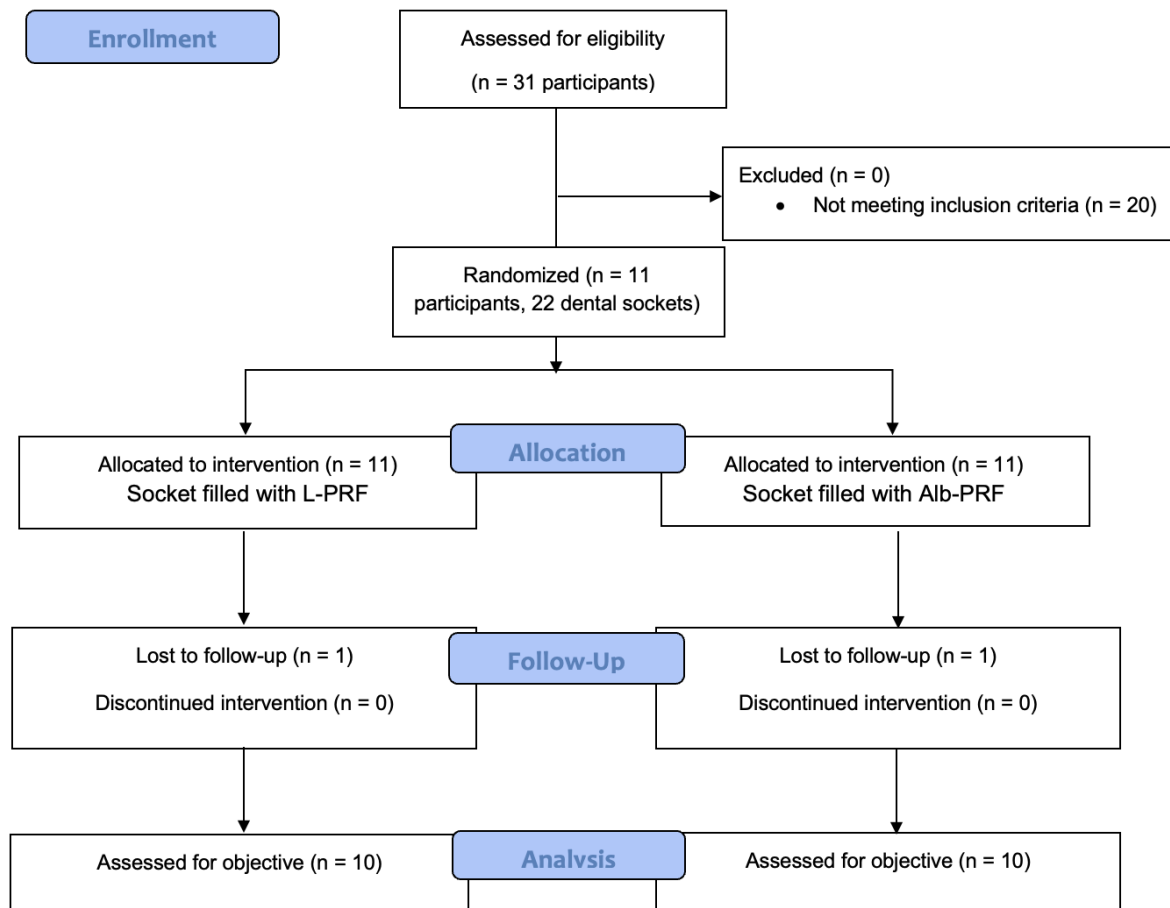 Enrollment
Assessed for eligibility
(n = 31 participants)
Excluded (n = 0)
• Not meeting inclusion criteria (n = 20)
Randomized (n = 11
participants, 22 dental sockets)
Allocation
Allocated to intervention (n = 11)
Socket filled with L-PRF
Allocated to intervention (n = 11)
Socket filled with Alb-PRF
Follow-Up
Lost to follow-up (n = 1)
Discontinued intervention (n = 0)
Lost to follow-up (n = 1)
Discontinued intervention (n = 0)
Analysis
Assessed for objective (n = 10)
Assessed for objective (n = 10)